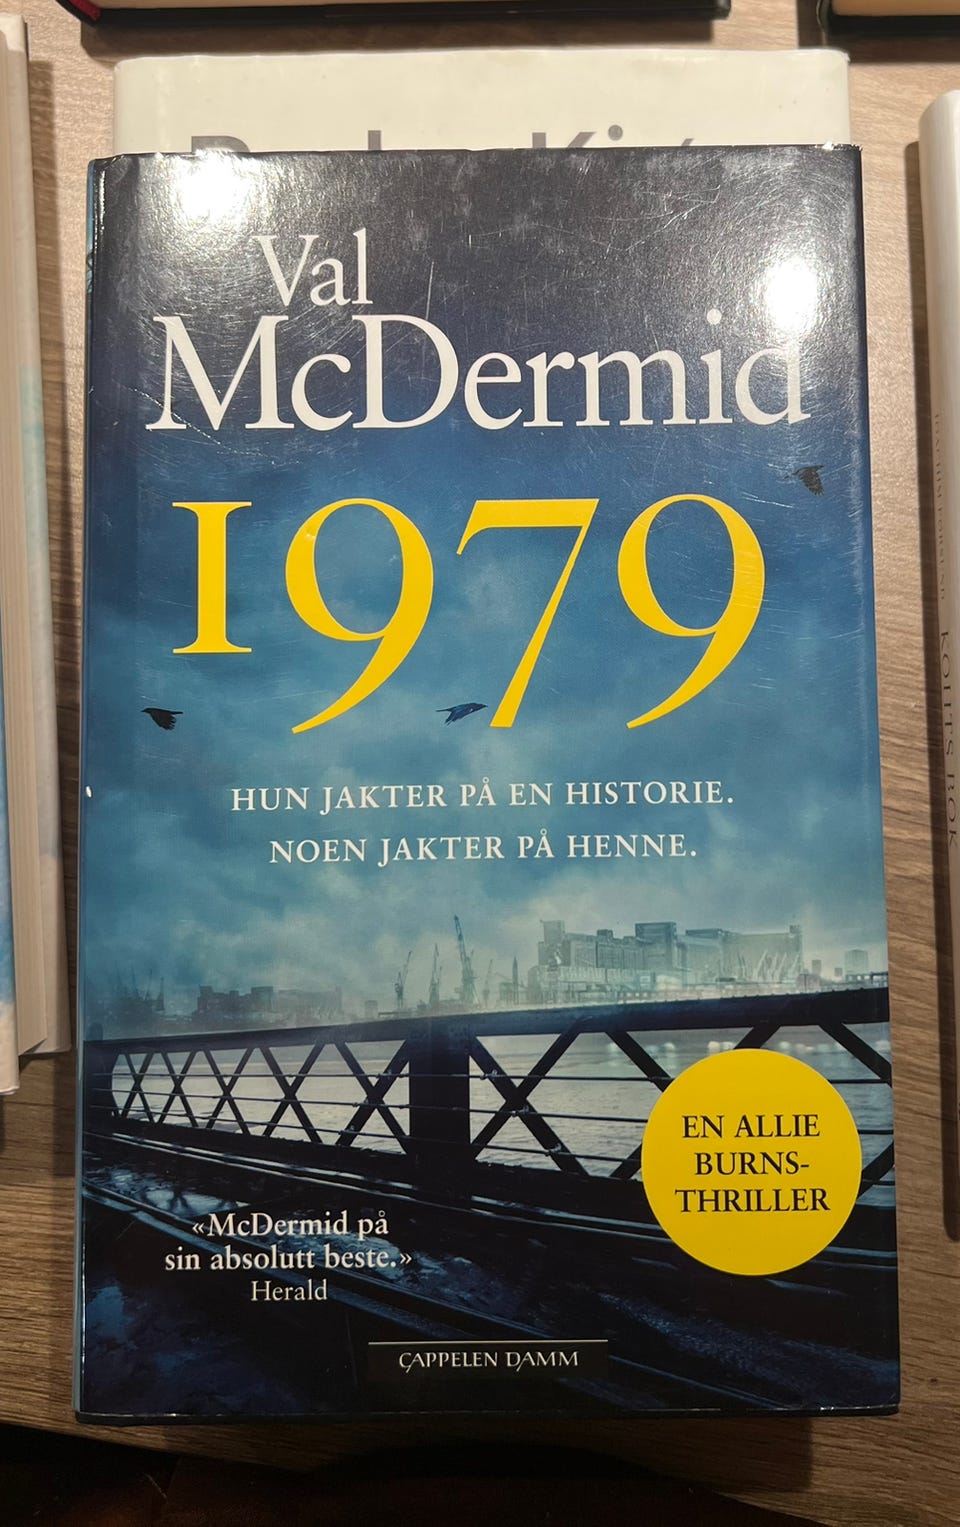 Val
McDermid
1979
HUN JAKTER PÅ EN HISTORIE.
NOEN JAKTER PÅ HENNE.
EN ALLIE
BURNS-
THRILLER
«McDermid på
sin absolutt beste.»
Herald
CAPPELEN DAMM
BOK